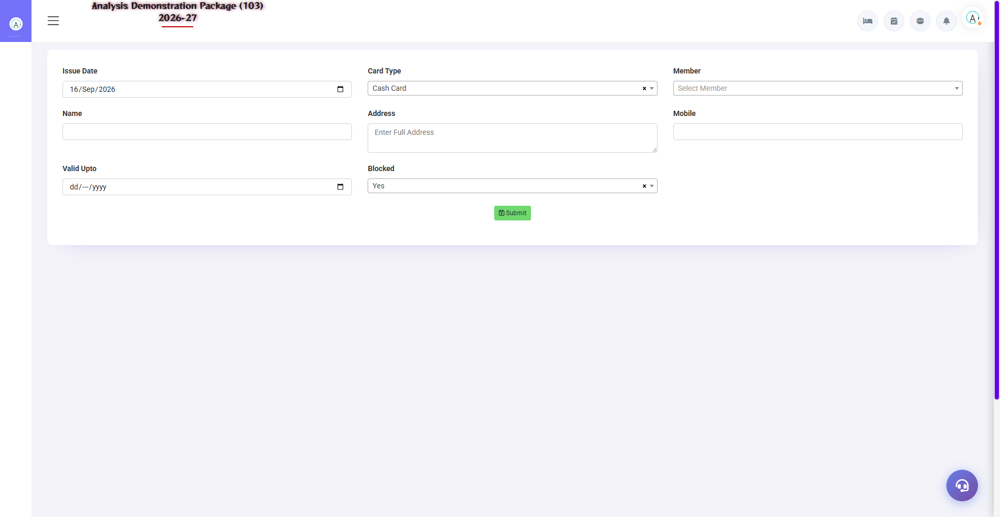 Analysis Demonstration Package (103)
2026-27
Issue Date
16/Sep/2026
Card Type
Cash Card
Member
Select Member
Name
Address
Enter Full Address
Mobile
Valid Upto
dd/---/yyyy
Blocked
Yes
Submit